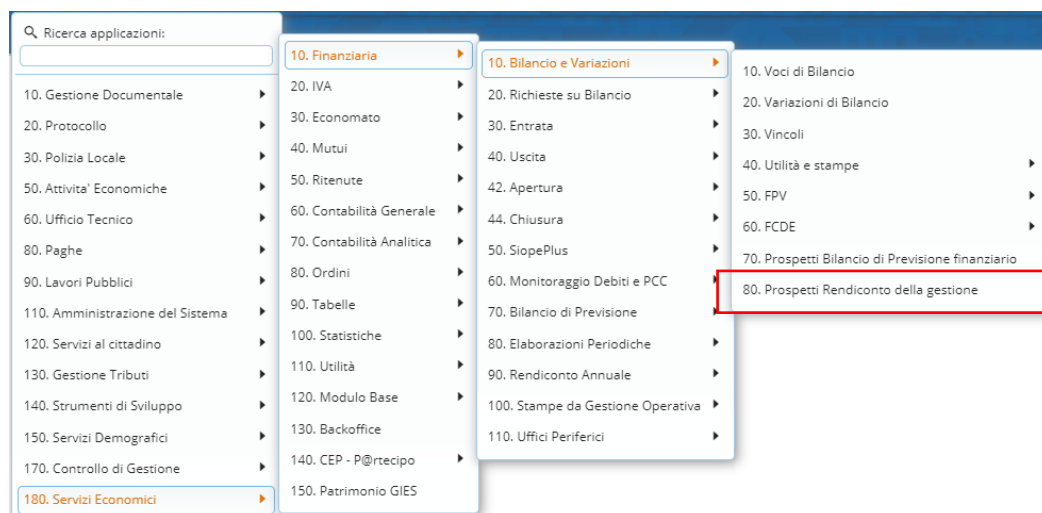 Ricerca applicazioni:
10. Gestione Documentale
20. Protocollo
30. Polizia Locale
50. Attivita' Economiche
60. Ufficio Tecnico
80. Paghe
90. Lavori Pubblici
110. Amministrazione del Sistema
120. Servizi al cittadino
130. Gestione Tributi
140. Strumenti di Sviluppo
150. Servizi Demografici
170. Controllo di Gestione
180. Servizi Economici
10. Finanziaria
20. IVA
30. Economato
40. Mutui
50. Ritenute
60. Contabilità Generale
70. Contabilità Analitica
80. Ordini
90. Tabelle
100. Statistiche
110. Utilità
120. Modulo Base
130. Backoffice
140. CEP - P@rtecipo
150. Patrimonio GIES
10. Bilancio e Variazioni
20. Richieste su Bilancio
30. Entrata
40. Uscita
42. Apertura
44. Chiusura
50. SiopePlus
60. Monitoraggio Debiti e PCC
70. Bilancio di Previsione
80. Elaborazioni Periodiche
90. Rendiconto Annuale
100. Stampe da Gestione Operativa
110. Uffici Periferici
10. Voci di Bilancio
20. Variazioni di Bilancio
30. Vincoli
40. Utilità e stampe
50. FPV
60. FCDE
70. Prospetti Bilancio di Previsione finanziario
80. Prospetti Rendiconto della gestione